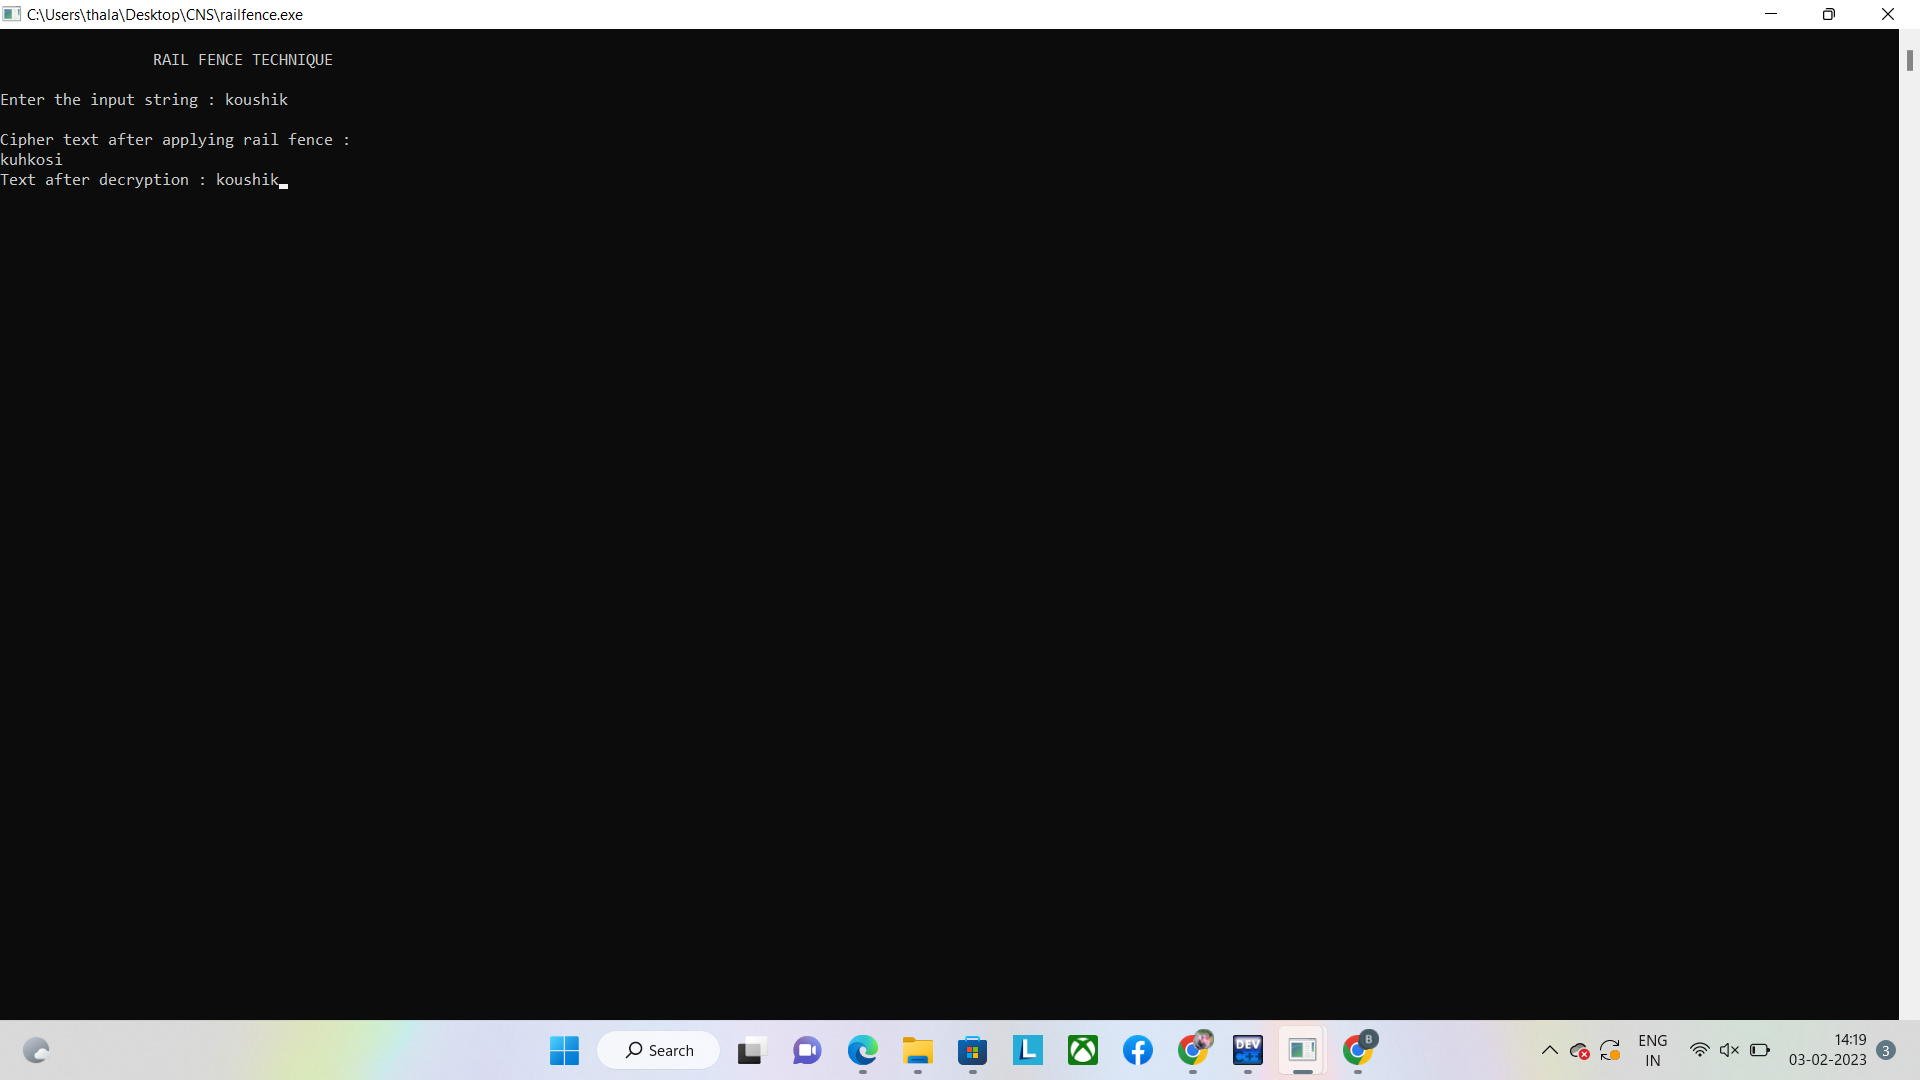 C:\Users\thala\Desktop\CNS\railfence.exe
RAIL FENCE TECHNIQUE
Enter the input string : koushik
Cipher text after applying rail fence :
kuhkosi
Text after decryption : koushik
Search
L
DEV
C++
B
ENG
IN
14:19
03-02-2023
3